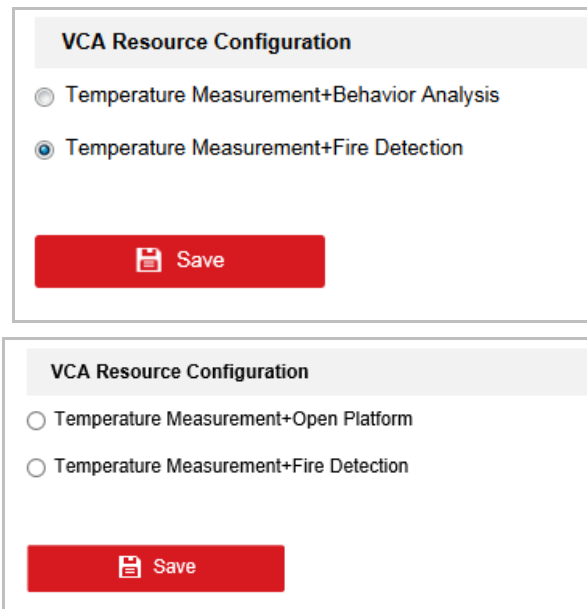 VCA Resource Configuration
Temperature Measurement+Behavior Analysis
Temperature Measurement+Fire Detection
Save
VCA Resource Configuration
Temperature Measurement+Open Platform
Temperature Measurement+Fire Detection
Save